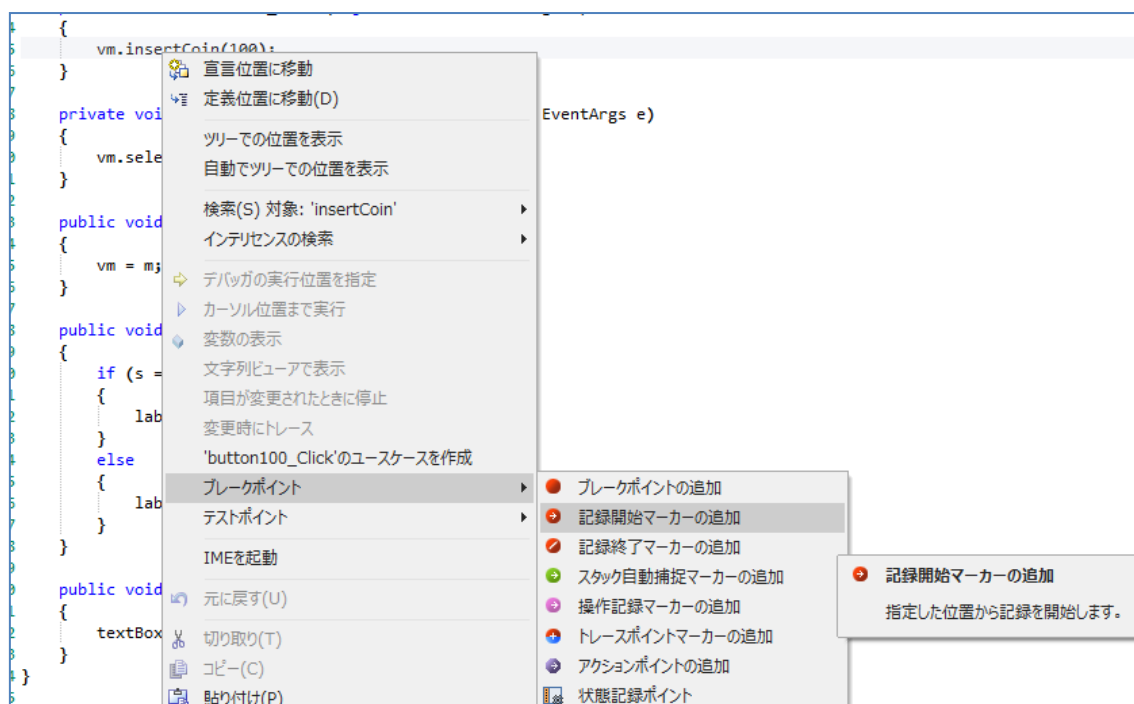 {
vm.insertCoin(100);
}
private voi
EventArgs e)
{
vm.sele
}
public void
{
vm = m;
}
public void
{
if (s =
{
lab
}
else
{
lab
}
}
public void
{
textBox
}
}
宣言位置に移動
定義位置に移動(D)
ツリーでの位置を表示
自動でツリーでの位置を表示
検索(S) 対象: 'insertCoin'
インテリセンスの検索
デバッガの実行位置を指定
カーソル位置まで実行
変数の表示
文字列ビューアで表示
項目が変更されたときに停止
変更時にトレース
'button100_Click'のユースケースを作成
ブレークポイント
テストポイント
IMEを起動
元に戻す(U)
切り取り(T)
コピー(C)
貼り付け(P)
ブレークポイントの追加
記録開始マーカーの追加
記録終了マーカーの追加
スタック自動捕捉マーカーの追加
操作記録マーカーの追加
トレースポイントマーカーの追加
アクションポイントの追加
状態記録ポイント
記録開始マーカーの追加
指定した位置から記録を開始します。